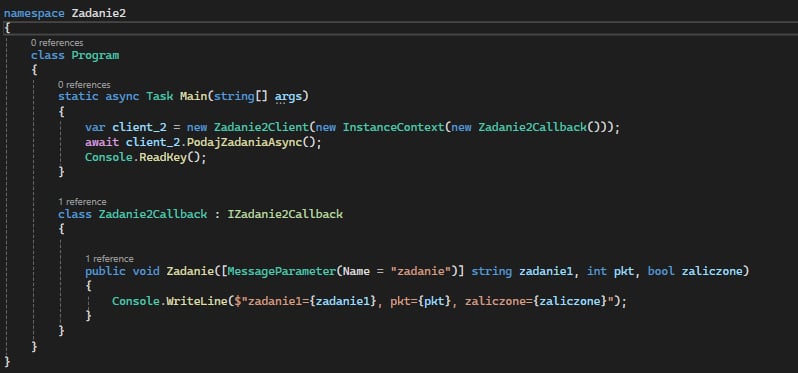 namespace Zadanie2
{
0 references
class Program
{
0 references
static async Task Main(string[] args)
{
var client_2 = new Zadanie2Client(new InstanceContext(new Zadanie2Callback()));
await client_2.PodajZadaniaAsync();
Console.ReadKey();
}
1 reference
class Zadanie2Callback : IZadanie2Callback
{
1 reference
public void Zadanie([MessageParameter(Name = "zadanie")] string zadanie1, int pkt, bool zaliczone)
{
Console.WriteLine($"zadanie1={zadanie1}, pkt={pkt}, zaliczone={zaliczone}");
}
}
}
}